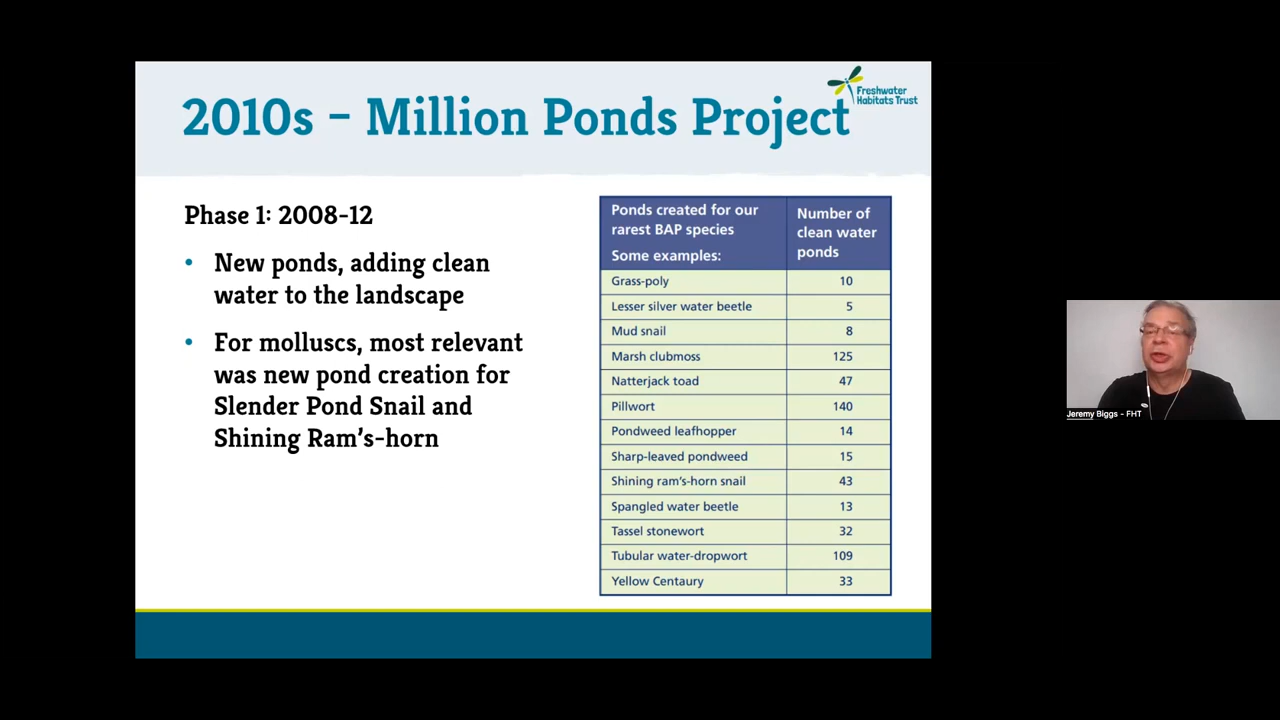 Freshwater
Habitats Trust
2010s – Million Ponds Project
Phase 1: 2008-12
• New ponds, adding clean
water to the landscape
• For molluscs, most relevant
was new pond creation for
Slender Pond Snail and
Shining Ram’s-horn
Ponds created for our
rarest BAP species
Some examples:
Number of
clean water
ponds
Grass-poly 10
Lesser silver water beetle 5
Mud snail 8
Marsh clubmoss 125
Natterjack toad 47
Pillwort 140
Pondweed leafhopper 14
Sharp-leaved pondweed 15
Shining ram’s-horn snail 43
Spangled water beetle 13
Tassel stonewort 32
Tubular water-dropwort 109
Yellow Centaury 33
Jeremy Biggs - FHT